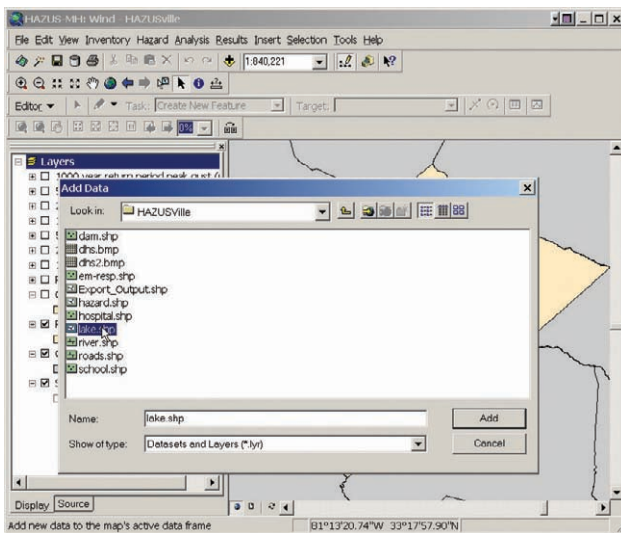 HAZUS-MH: Wind - HAZUSville
File Edit View Inventory Hazard Analysis Results Insert Selection Tools Help
1:840,221
Editor Task: Create New Feature Target:
0%
Layers
1000 year return period peak gust
Add Data
Look in: HAZUSVille
dam.shp
dhs.bmp
dhs2.bmp
em-resp.shp
Export_Output.shp
hazard.shp
hospital.shp
lake.shp
river.shp
roads.shp
school.shp
Name: lake.shp Add
Show of type: Datasets and Layers (*.lyr) Cancel
Display Source
Add new data to the map's active data frame 81°13'20.74"W 33°17'57.90"N